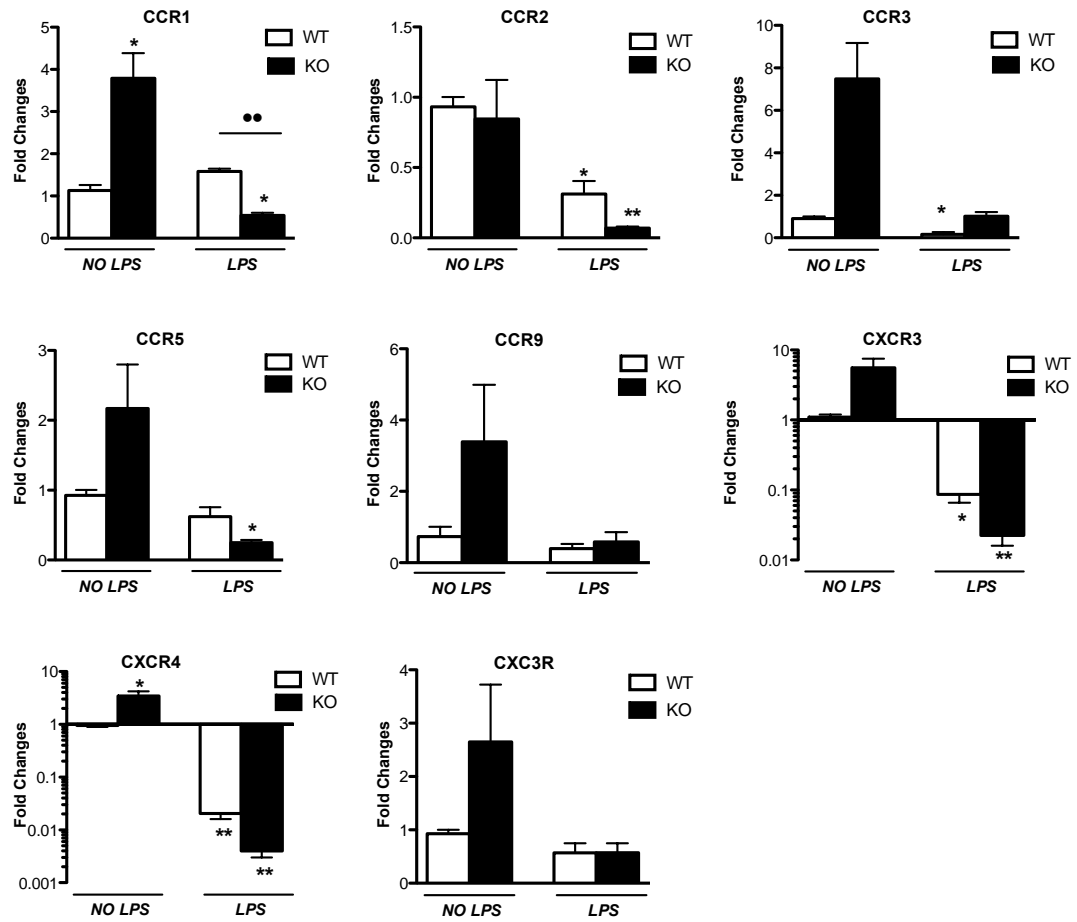 CCR1
5
4
3
2
1
0
Fold Changes
*
••
*
WT
KO
NO LPS
LPS
CCR2
1.5
1.0
0.5
0.0
Fold Changes
*
**
WT
KO
NO LPS
LPS
CCR3
10
8
6
4
2
0
Fold Changes
*
WT
KO
NO LPS
LPS
CCR5
3
2
1
0
Fold Changes
*
WT
KO
NO LPS
LPS
CCR9
6
4
2
0
Fold Changes
WT
KO
NO LPS
LPS
CXCR3
10
1
0.1
0.01
Fold Changes
*
**
WT
KO
NO LPS
LPS
CXCR4
10
1
0.1
0.01
0.001
Fold Changes
*
**
**
WT
KO
NO LPS
LPS
CXC3R
4
3
2
1
0
Fold Changes
WT
KO
NO LPS
LPS